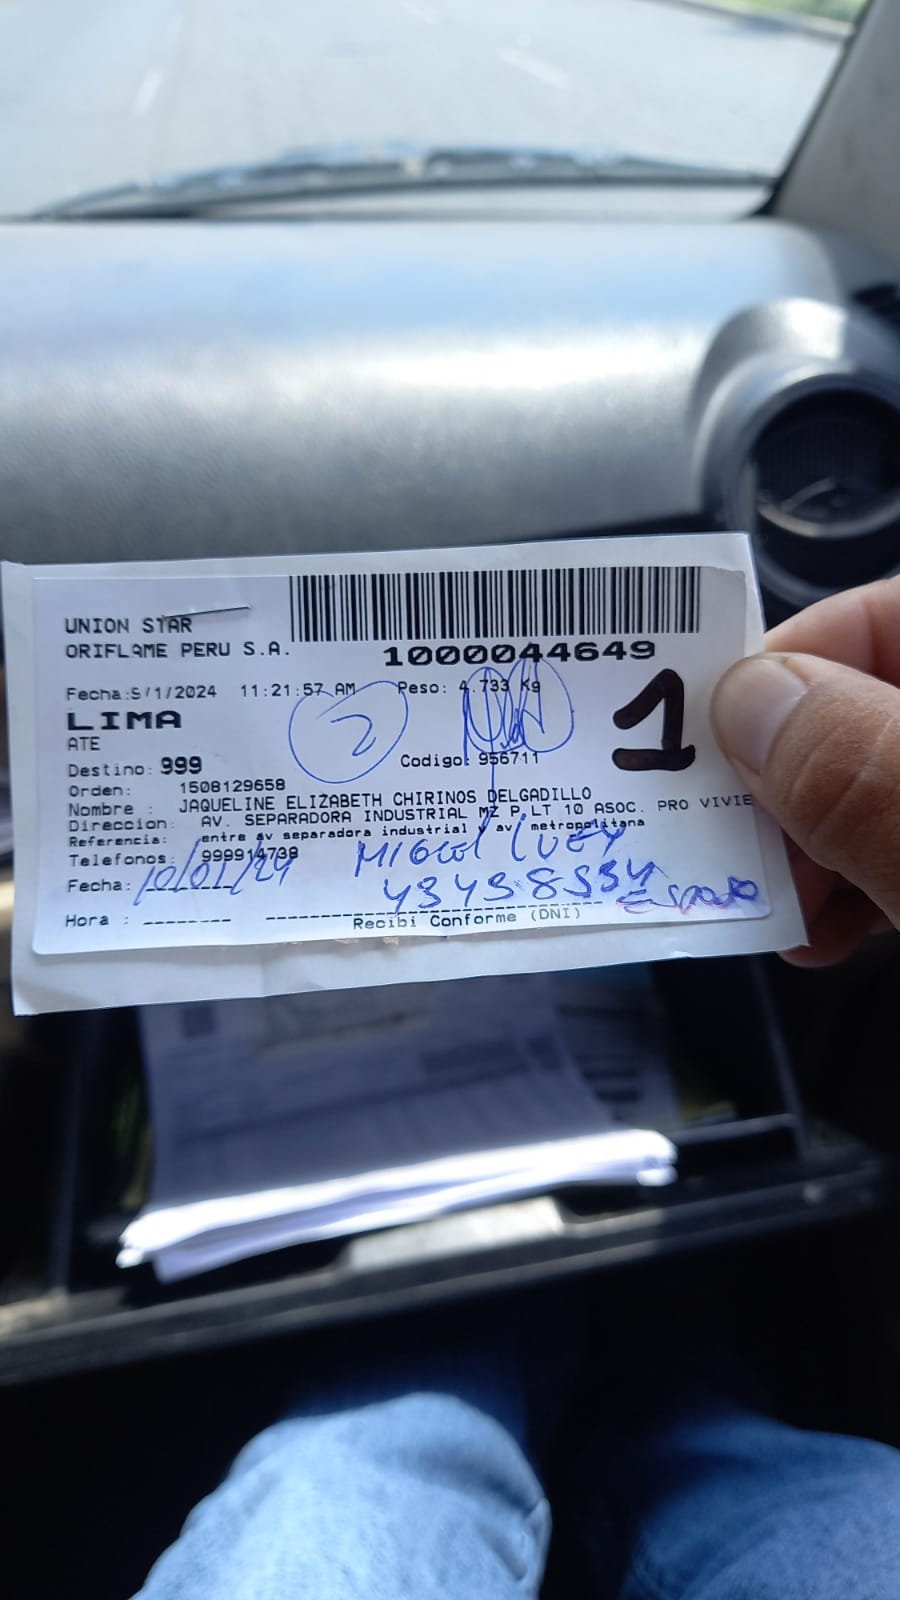 UNION STAR
ORIFLAME PERU S.A.
1000044649
Fecha:5/1/2024 11:21:57 AM Peso: 4.733 Kg
LIMA
1
ATE
2
Destino: 999
Codigo: 956711
Orden: 1508129658
Nombre : JAQUELINE ELIZABETH CHIRINOS DELGADILLO
Direccion: AV. SEPARADORA INDUSTRIAL MZ P LT 10 ASOC. PRO VIVIE
Referencia: entre av separadora industrial y av. metropolitana
Telefonos: 999914738
MIGUEL
Fecha: 10/01/24
Hora : --------
Recibi Conforme (DNI)
ESPOSO